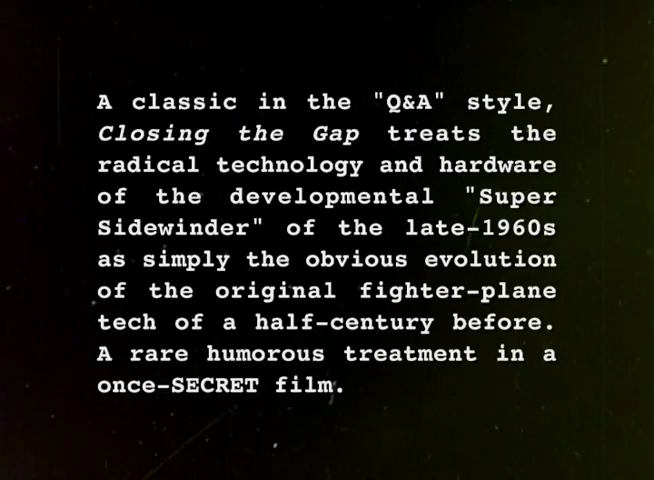 A classic in the "Q&A" style,
Closing the Gap treats the
radical technology and hardware
of the developmental "Super
Sidewinder" of the late-1960s
as simply the obvious evolution
of the original fighter-plane
tech of a half-century before.
A rare humorous treatment in a
once-SECRET film.